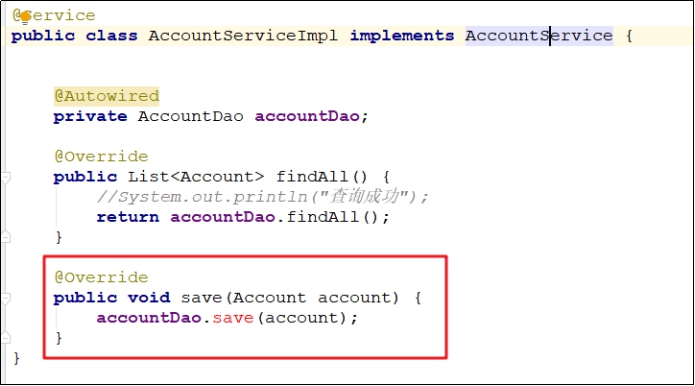 @Service
public class AccountServiceImpl implements AccountService {
@Autowired
private AccountDao accountDao;
@Override
public List<Account> findAll() {
//System.out.println("查询成功");
return accountDao.findAll();
}
@Override
public void save(Account account) {
accountDao.save(account);
}
}